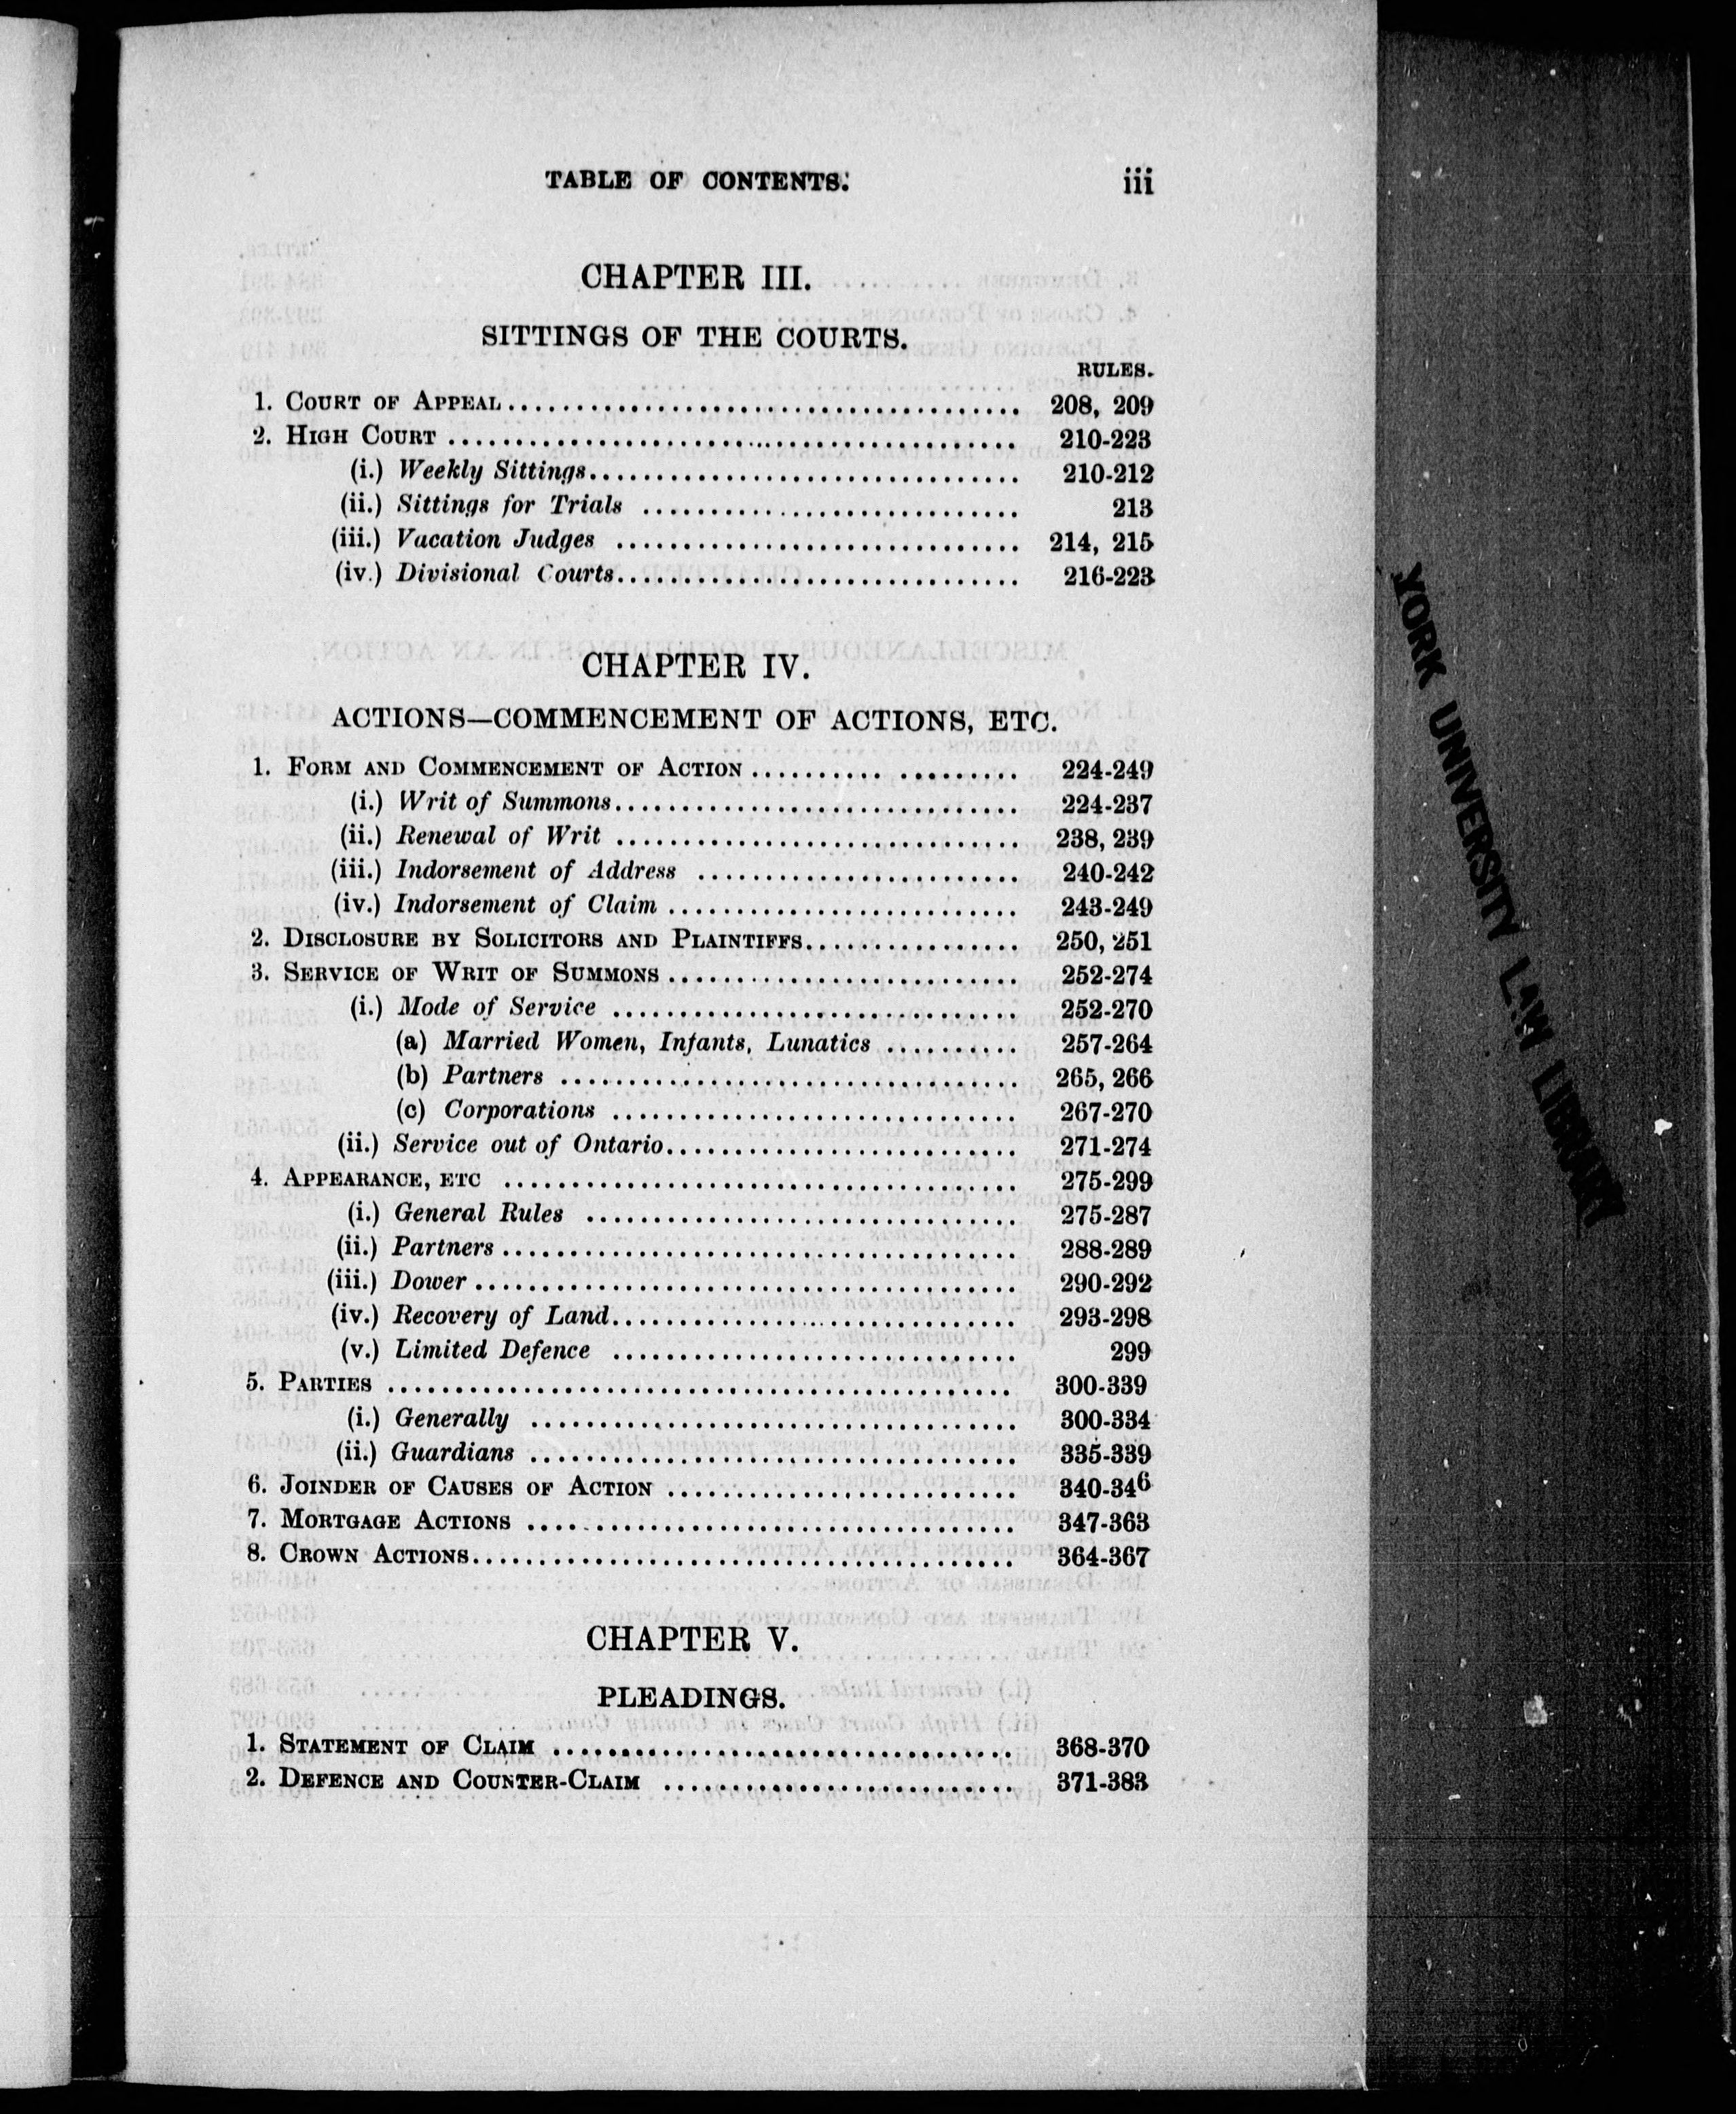 TABLE OF CONTENTS. iii
CHAPTER III.
SITTINGS OF THE COURTS.
RULES.
1. COURT OF APPEAL ........................................ 208, 209
2. HIGH COURT ........................................ 210-223
(i.) Weekly Sittings ................................ 210-212
(ii.) Sittings for Trials ............................ 213
(iii.) Vacation Judges .............................. 214, 215
(iv.) Divisional Courts .............................. 216-223
CHAPTER IV.
ACTIONS—COMMENCEMENT OF ACTIONS, ETC.
1. FORM AND COMMENCEMENT OF ACTION ................... 224-249
(i.) Writ of Summons .............................. 224-237
(ii.) Renewal of Writ .............................. 238, 239
(iii.) Indorsement of Address ........................ 240-242
(iv.) Indorsement of Claim .......................... 243-249
2. DISCLOSURE BY SOLICITORS AND PLAINTIFFS ................ 250, 251
3. SERVICE OF WRIT OF SUMMONS .......................... 252-274
(i.) Mode of Service .............................. 252-270
(a) Married Women, Infants, Lunatics .......... 257-264
(b) Partners .................................. 265, 266
(c) Corporations .............................. 267-270
(ii.) Service out of Ontario .......................... 271-274
4. APPEARANCE, ETC ...................................... 275-299
(i.) General Rules ................................ 275-287
(ii.) Partners ...................................... 288-289
(iii.) Dower ........................................ 290-292
(iv.) Recovery of Land .............................. 293-298
(v.) Limited Defence .............................. 299
5. PARTIES .............................................. 300-339
(i.) Generally .................................... 300-334
(ii.) Guardians .................................... 335-339
6. JOINDER OF CAUSES OF ACTION .......................... 340-346
7. MORTGAGE ACTIONS .................................... 347-363
8. CROWN ACTIONS ........................................ 364-367
CHAPTER V.
PLEADINGS.
1. STATEMENT OF CLAIM .................................. 368-370
2. DEFENCE AND COUNTER-CLAIM .......................... 371-383
YORK UNIVERSITY LAW LIBRARY